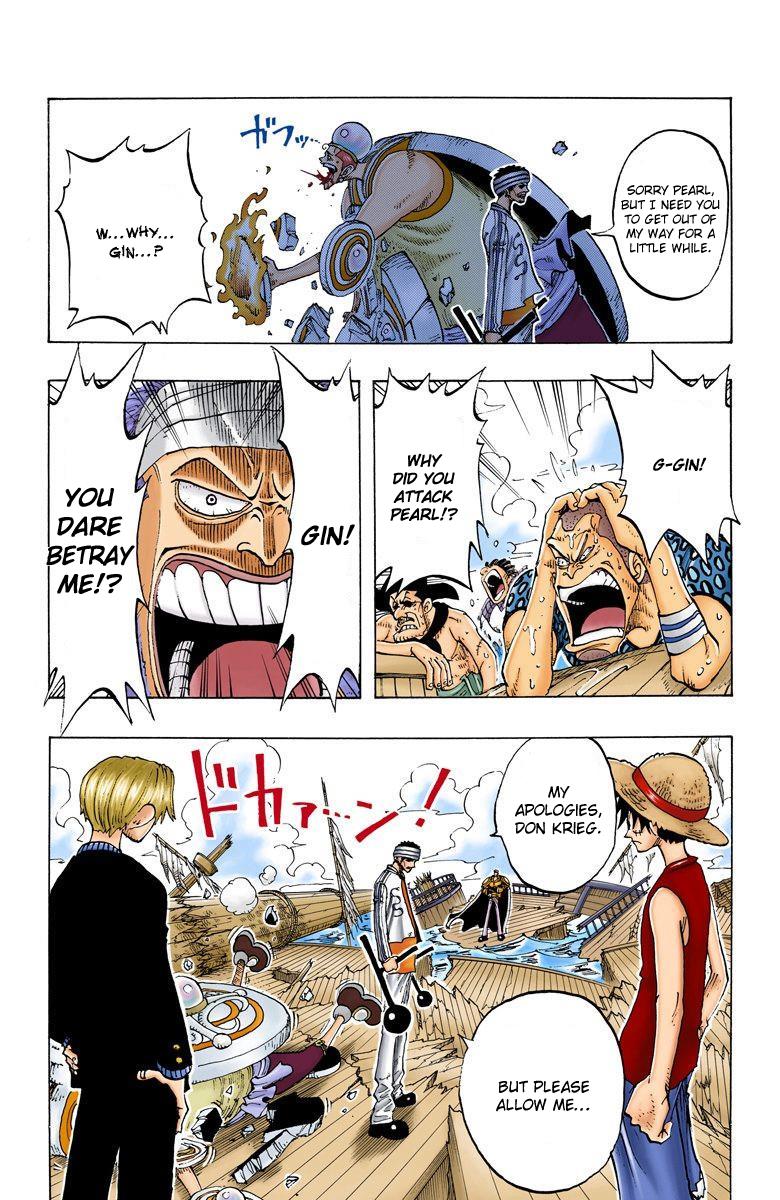 SORRY PEARL,
BUT I NEED YOU
TO GET OUT OF
MY WAY FOR A
LITTLE WHILE.
ガフッ…
W...WHY...
GIN...?
G-GIN!
WHY
DID YOU
ATTACK
PEARL!?
GIN!
YOU
DARE
BETRAY
ME!?
MY
APOLOGIES,
DON KRIEG.
ドカァ…ン!
BUT PLEASE
ALLOW ME...